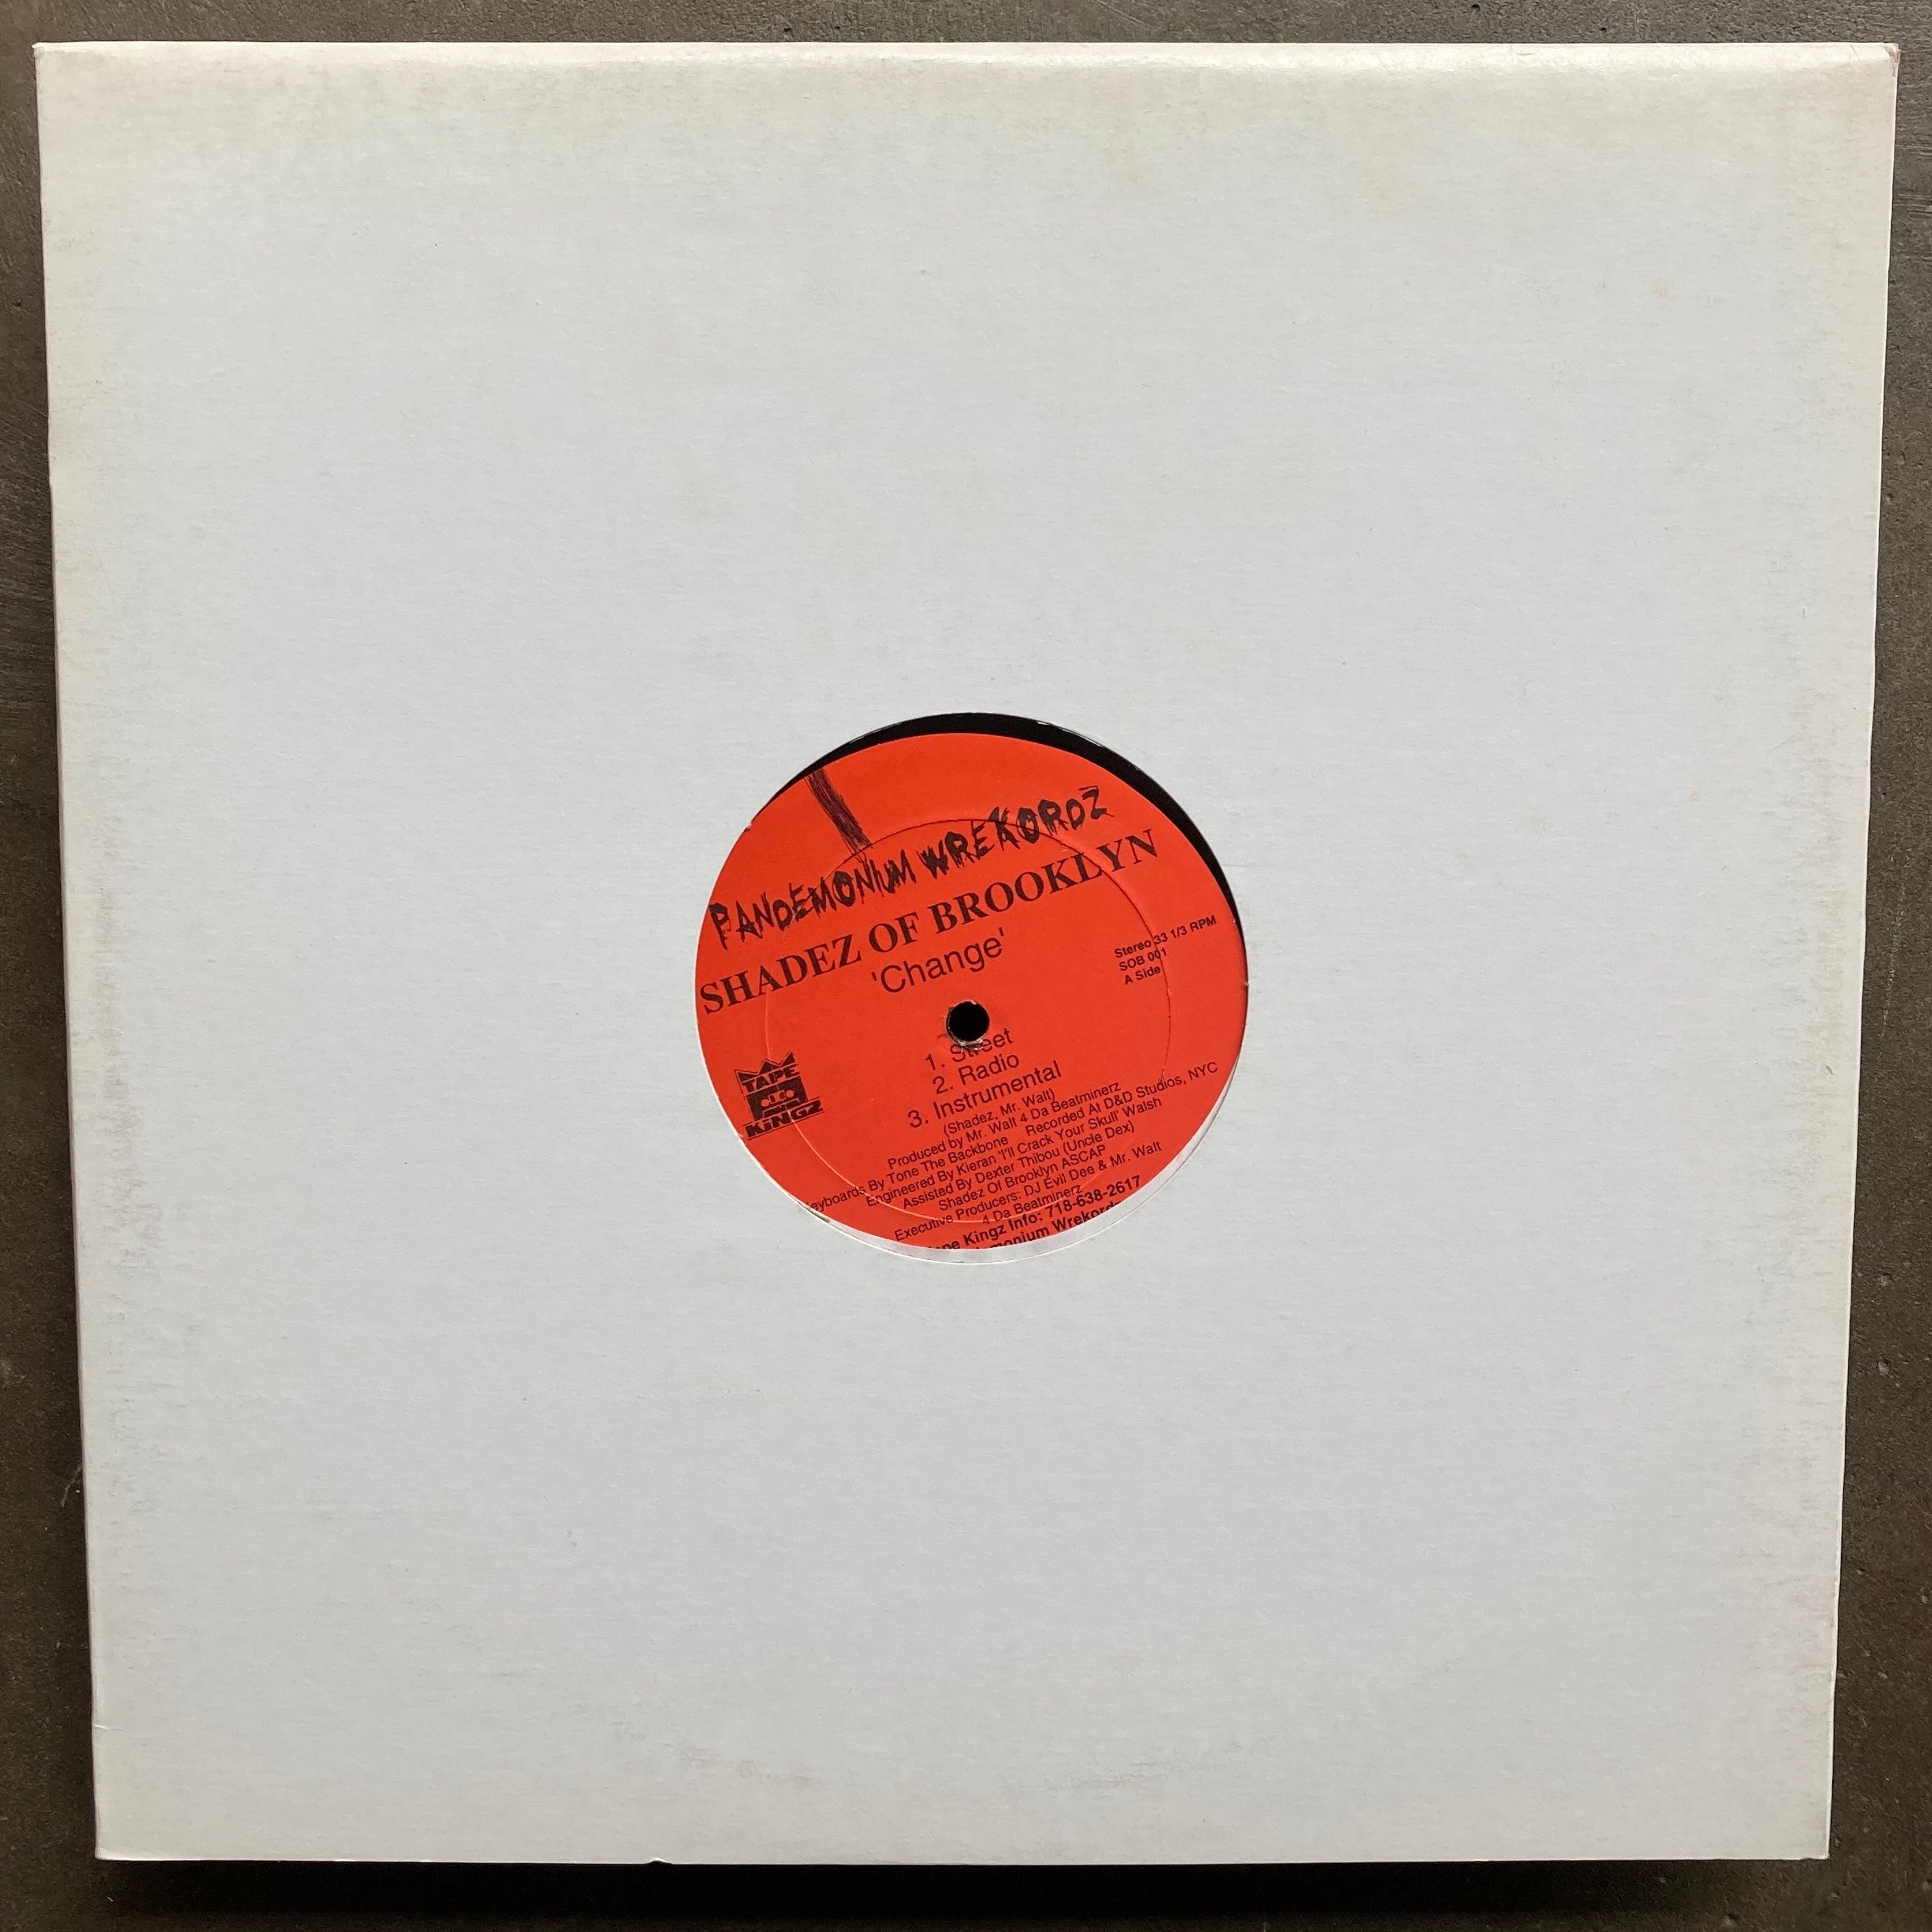 PANDEMONIUM WREKORDZ
SHADEZ OF BROOKLYN
'Change'
Stereo 33 1/3 RPM
SOB 001
A Side
TAPE
KiNGZ
1. Street
2. Radio
3. Instrumental
(Shadez, Mr. Walt)
Produced by Mr. Walt 4 Da Beatminerz
By Tone The Backbone Recorded At D&D Studios, NYC
Engineered By Kieran 'I'll Crack Your Skull' Walsh
Assisted By Dexter Thibou (Uncle Dex)
Shadez Of Brooklyn ASCAP
Executive Producers: DJ Evil Dee & Mr. Walt
4 Da Beatminerz
Kingz Info: 718-638-2617